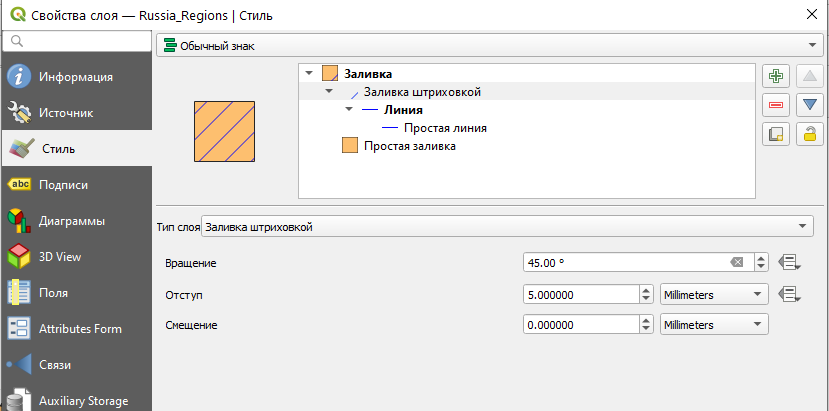 Свойства слоя — Russia_Regions | Стиль
Обычный знак
Информация
Источник
Стиль
abc Подписи
Диаграммы
3D View
Поля
Attributes Form
Связи
Auxiliary Storage
Заливка
Заливка штриховкой
Линия
Простая линия
Простая заливка
Тип слоя Заливка штриховкой
Вращение 45.00 °
Отступ 5.000000 Millimeters
Смещение 0.000000 Millimeters